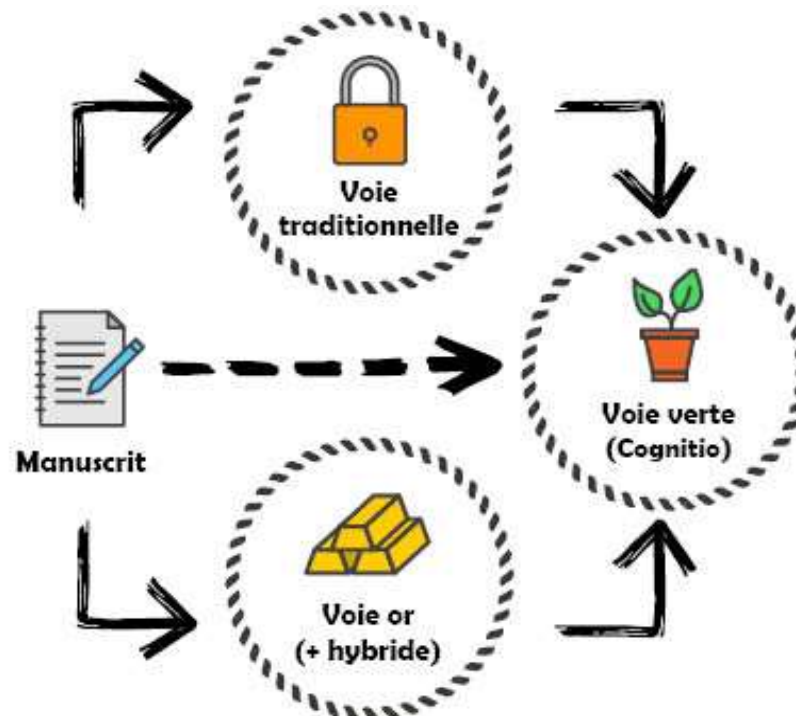 Voie
traditionnelle
Manuscrit
Voie verte
(Cognitio)
Voie or
(+ hybride)